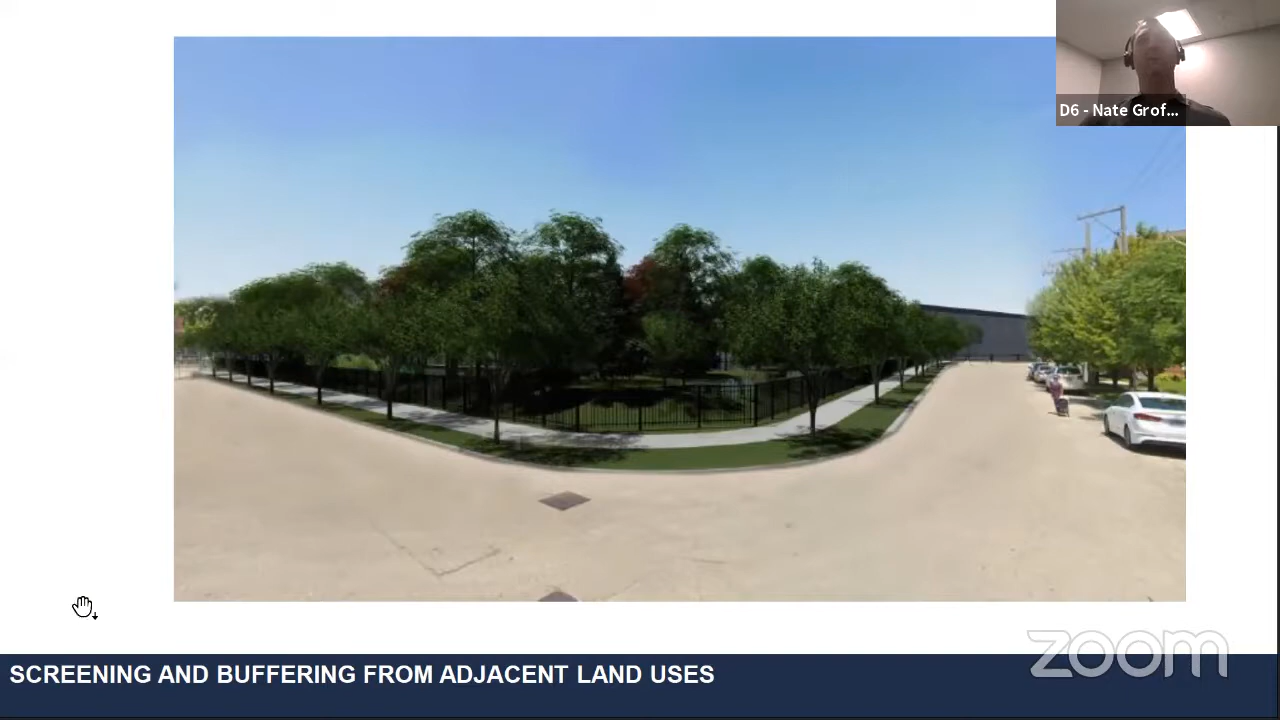 D6 - Nate Grof...
zoom
SCREENING AND BUFFERING FROM ADJACENT LAND USES